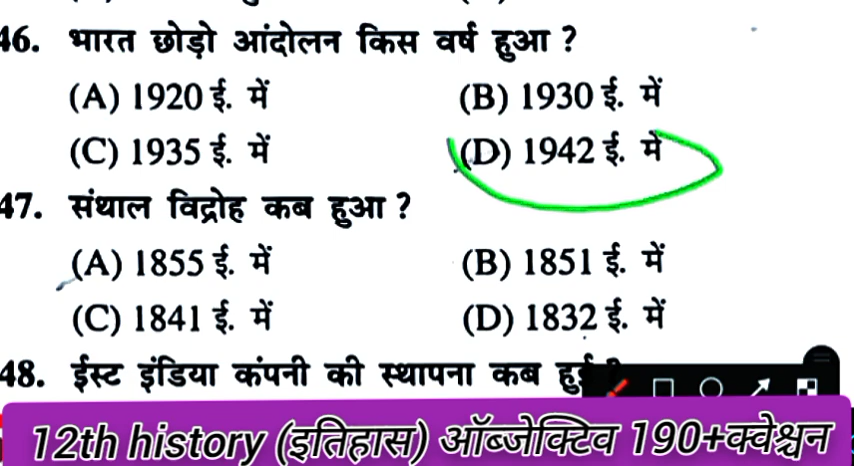 46. भारत छोड़ो आंदोलन किस वर्ष हुआ ?
(A) 1920 ई. में (B) 1930 ई. में
(C) 1935 ई. में (D) 1942 ई. में
47. संथाल विद्रोह कब हुआ ?
(A) 1855 ई. में (B) 1851 ई. में
(C) 1841 ई. में (D) 1832 ई. में
48. ईस्ट इंडिया कंपनी की स्थापना कब हुई ?
12th history (इतिहास) ऑब्जेक्टिव 190+क्वेश्चन